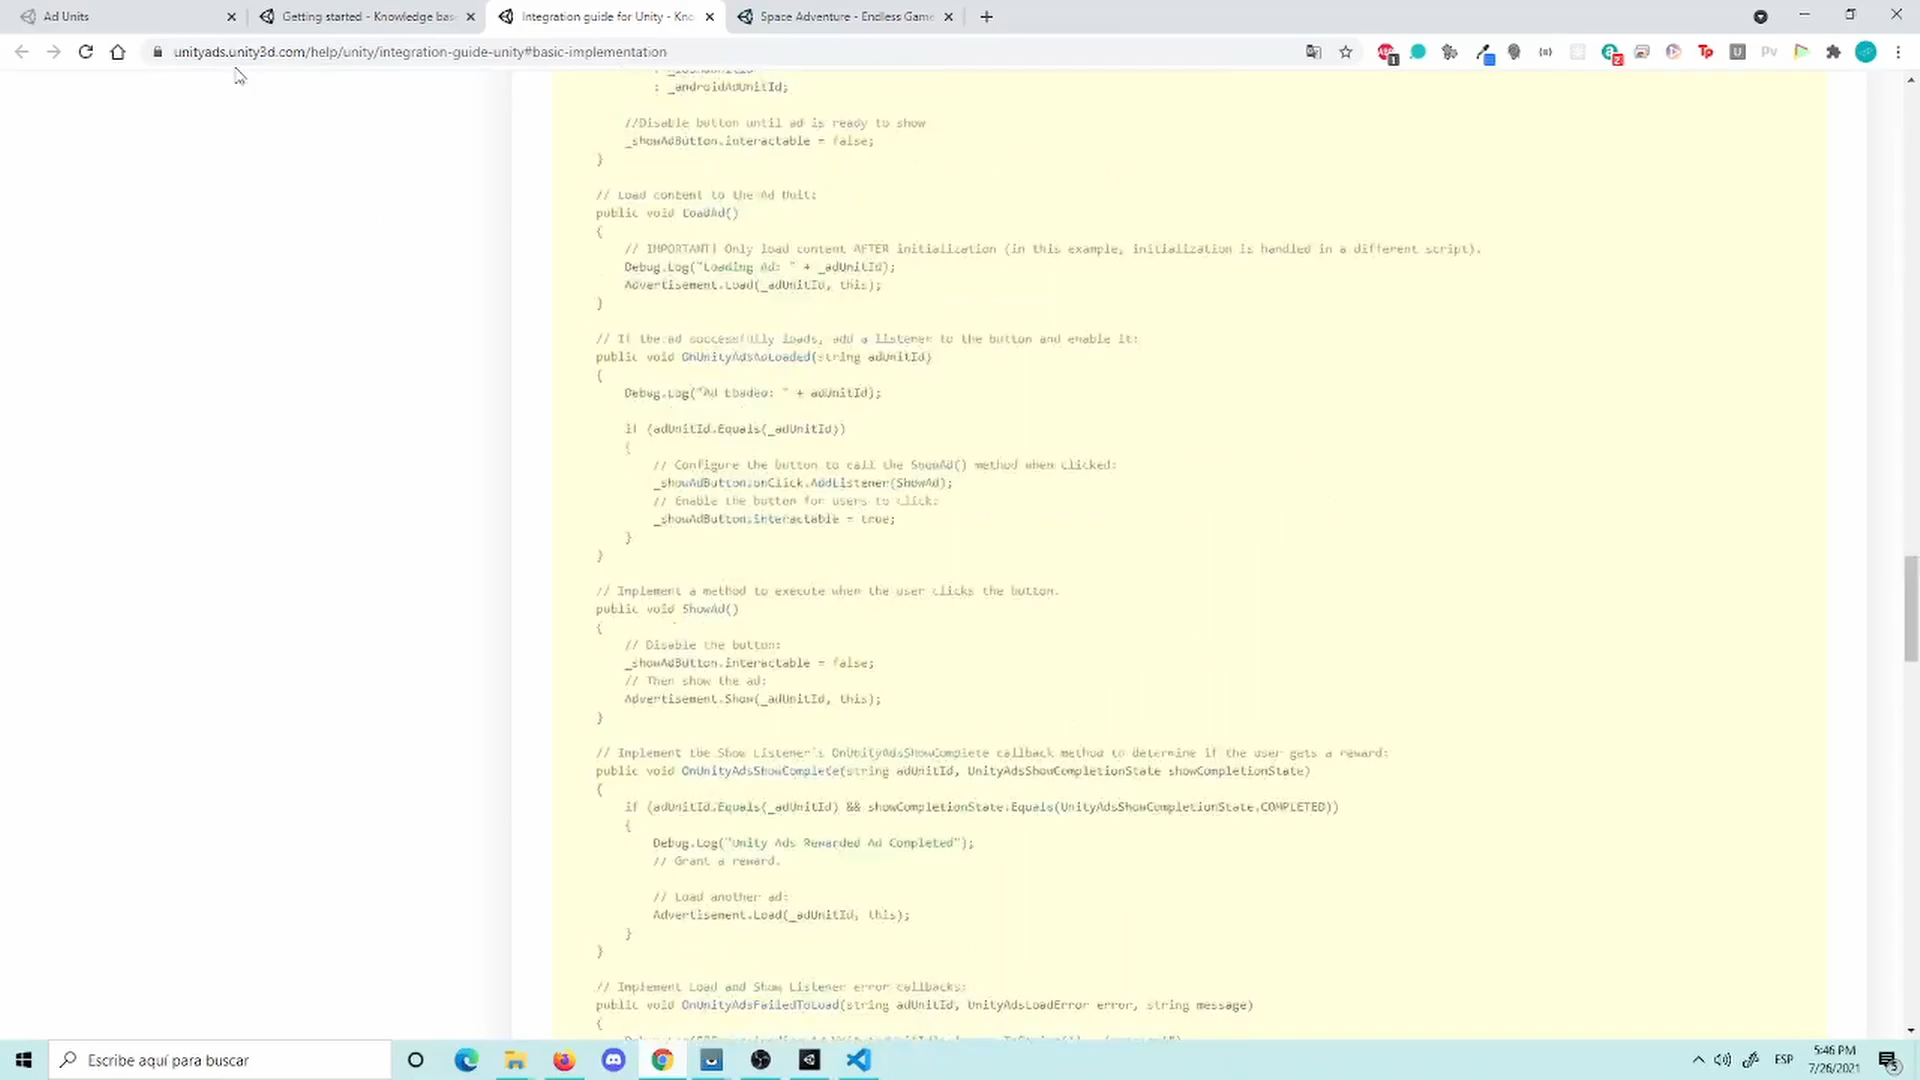 Ad Units
Getting started - Knowledge bas
Integration guide for Unity - Kno
Space Adventure - Endless Game
unityads.unity3d.com/help/unity/integration-guide-unity#basic-implementation
: _androidAdUnitId;
//Disable button until ad is ready to show
_showAdButton.interactable = false;
}
// Load content to the Ad Unit:
public void LoadAd()
{
// IMPORTANT! Only load content AFTER initialization (in this example, initialization is handled in a different script).
Debug.Log("Loading Ad: " + _adUnitId);
Advertisement.Load(_adUnitId, this);
}
// If the ad successfully loads, add a listener to the button and enable it:
public void OnUnityAdsAdLoaded(string adUnitId)
{
Debug.Log("Ad Loaded: " + adUnitId);
if (adUnitId.Equals(_adUnitId))
{
// Configure the button to call the ShowAd() method when clicked:
_showAdButton.onClick.AddListener(ShowAd);
// Enable the button for users to click:
_showAdButton.interactable = true;
}
}
// Implement a method to execute when the user clicks the button.
public void ShowAd()
{
// Disable the button:
_showAdButton.interactable = false;
// Then show the ad:
Advertisement.Show(_adUnitId, this);
}
// Implement the Show Listener's OnUnityAdsShowComplete callback method to determine if the user gets a reward:
public void OnUnityAdsShowComplete(string adUnitId, UnityAdsShowCompletionState showCompletionState)
{
if (adUnitId.Equals(_adUnitId) && showCompletionState.Equals(UnityAdsShowCompletionState.COMPLETED))
{
Debug.Log("Unity Ads Rewarded Ad Completed");
// Grant a reward.
// Load another ad:
Advertisement.Load(_adUnitId, this);
}
}
// Implement Load and Show Listener error callbacks:
public void OnUnityAdsFailedToLoad(string adUnitId, UnityAdsLoadError error, string message)
{
Escribe aquí para buscar
ESP
5:46 PM
7/26/2021